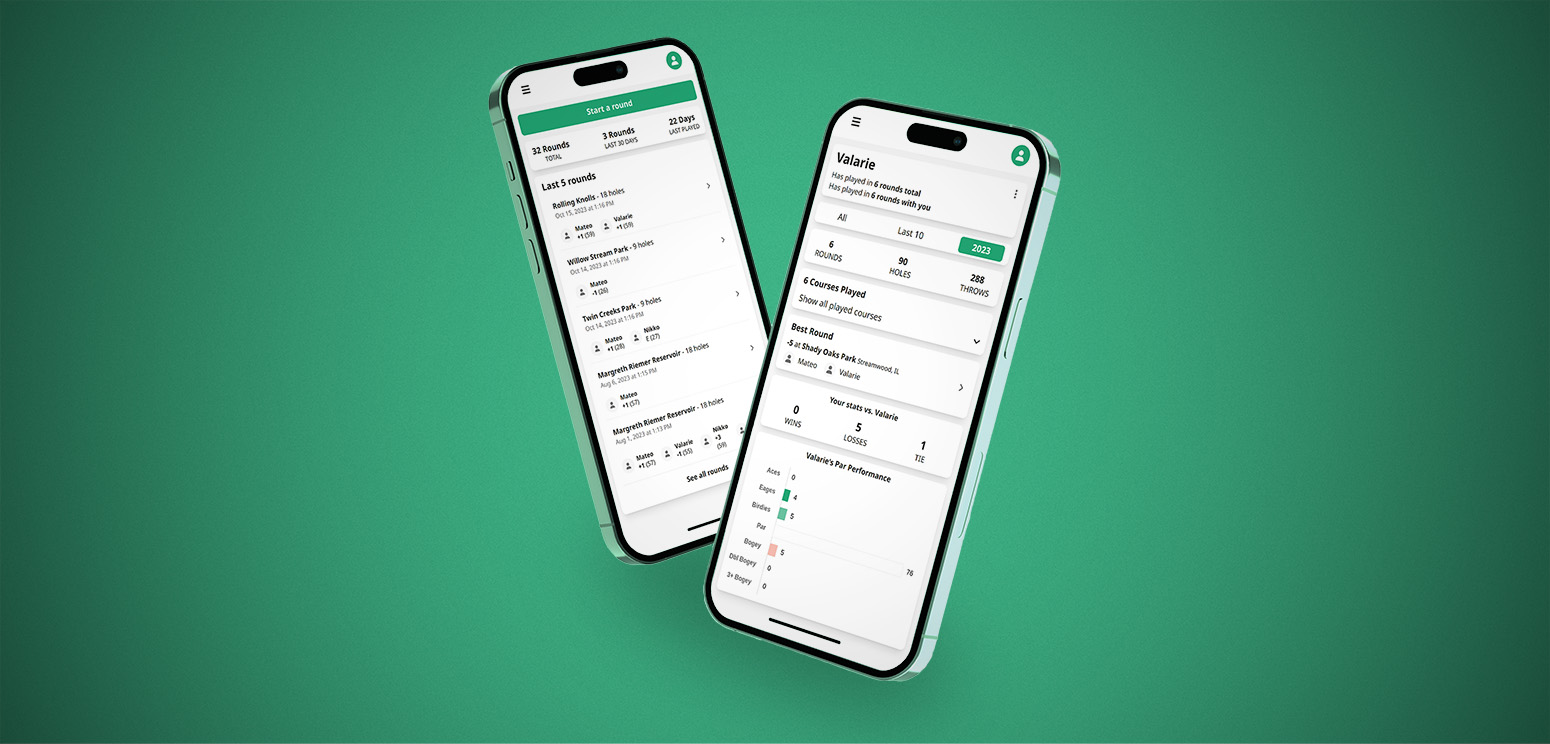 Start a round
32 Rounds
TOTAL
3 Rounds
LAST 30 DAYS
22 Days
LAST PLAYED
Last 5 rounds
Rolling Knolls - 18 holes
Oct 15, 2023 at 1:16 PM
Mateo
+1 (59)
Valarie
+1 (59)
Willow Stream Park - 9 holes
Oct 14, 2023 at 1:16 PM
Mateo
-1 (26)
Twin Creeks Park - 9 holes
Oct 14, 2023 at 1:16 PM
Mateo
+1 (28)
Nikko
E (27)
Margreth Riemer Reservoir - 18 holes
Aug 6, 2023 at 1:15 PM
Mateo
+1 (57)
Margreth Riemer Reservoir - 18 holes
Aug 1, 2023 at 1:13 PM
Mateo
+1 (57)
Valarie
-1 (55)
Nikko
+3
(59)
See all rounds
Valarie
Has played in 6 rounds total
Has played in 6 rounds with you
All
Last 10
2023
6
ROUNDS
90
HOLES
288
THROWS
6 Courses Played
Show all played courses
Best Round
-5 at Shady Oaks Park Streamwood, IL
Mateo
Valarie
Your stats vs. Valarie
0
WINS
5
LOSSES
1
TIE
Valarie's Par Performance
Aces 0
Eages 4
Birdies 5
Par 76
Bogey 5
Dbl Bogey 0
3+ Bogey 0